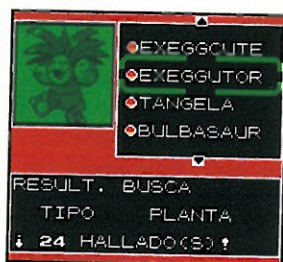 EXEGGCUTE
EXEGGUTOR
TANGELA
BULBASAUR
RESULT. BUSCA
TIPO PLANTA
¡ 24 HALLADO(S)!